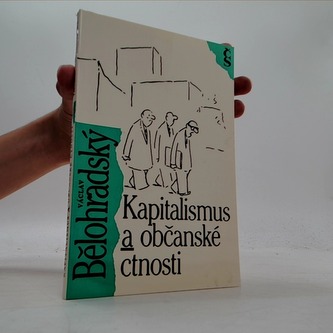 VÁCLAV
Bělohradský
Kapitalismus
a občanské
ctnosti